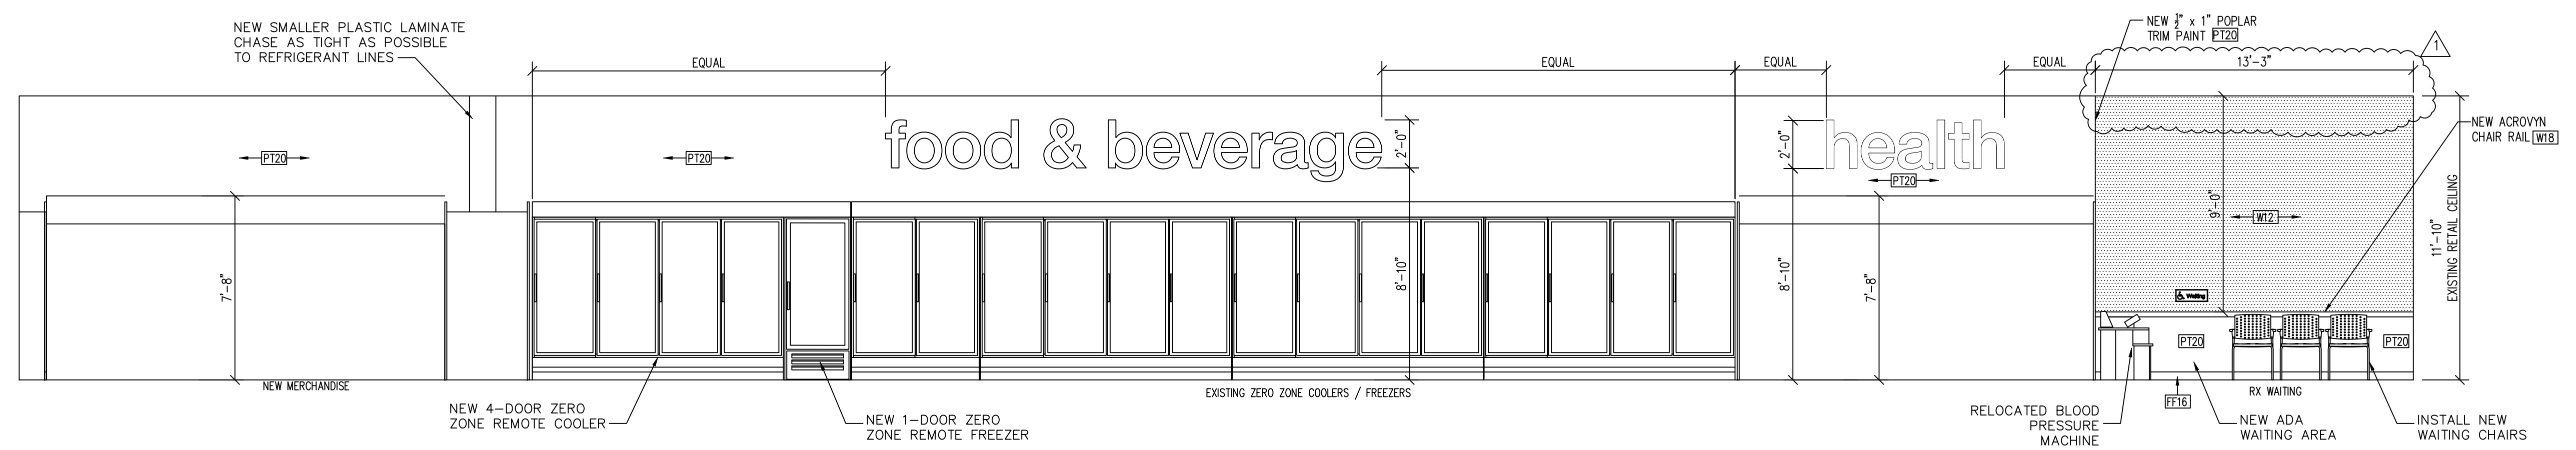 NEW SMALLER PLASTIC LAMINATE
CHASE AS TIGHT AS POSSIBLE
TO REFRIGERANT LINES
EQUAL
EQUAL
EQUAL
EQUAL
13'-3"
NEW ½" x 1" POPLAR
TRIM PAINT PT20
1
NEW ACROVYN
CHAIR RAIL W18
PT20
PT20
food & beverage
2'-0"
2'-0"
health
PT20
7'-8"
8'-10"
8'-10"
7'-8"
9'-0"
W12
11'-10"
EXISTING RETAIL CEILING
Waiting
PT20
PT20
NEW MERCHANDISE
EXISTING ZERO ZONE COOLERS / FREEZERS
RX WAITING
FF16
NEW 4-DOOR ZERO
ZONE REMOTE COOLER
NEW 1-DOOR ZERO
ZONE REMOTE FREEZER
RELOCATED BLOOD
PRESSURE
MACHINE
NEW ADA
WAITING AREA
INSTALL NEW
WAITING CHAIRS